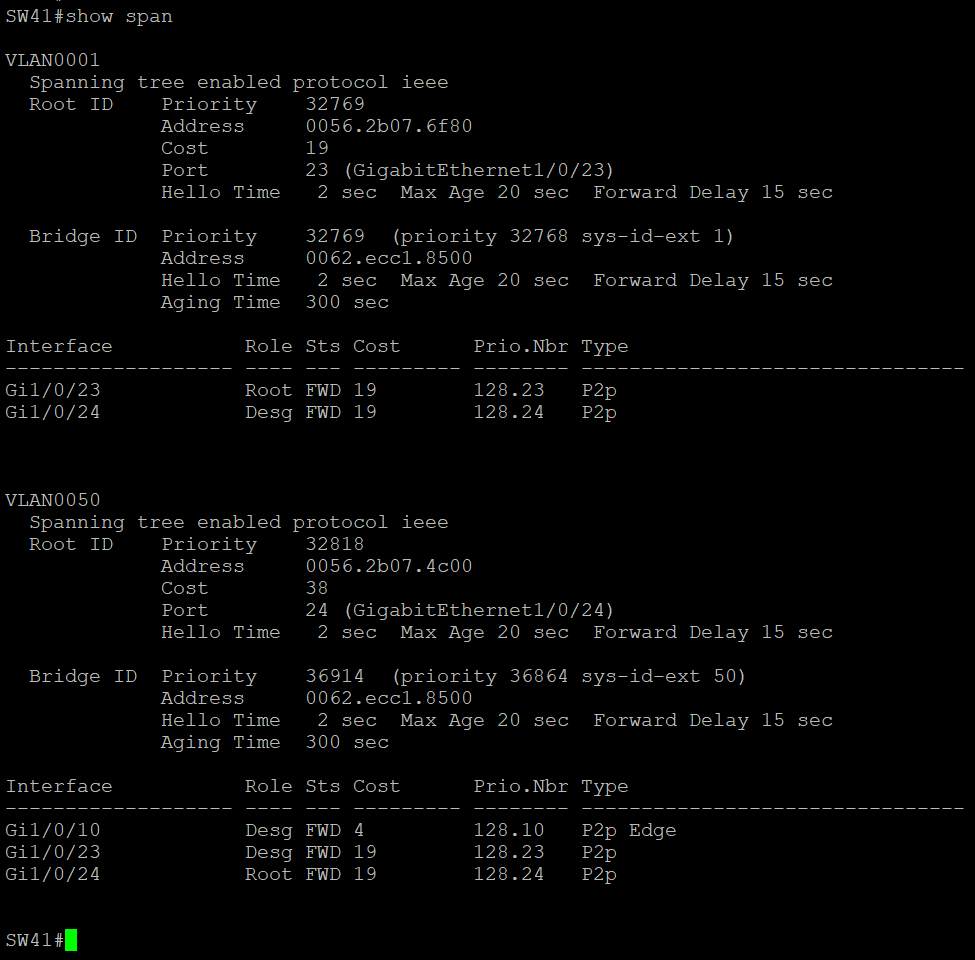 SW41#show span

VLAN0001
  Spanning tree enabled protocol ieee
  Root ID    Priority    32769
             Address     0056.2b07.6f80
             Cost        19
             Port        23 (GigabitEthernet1/0/23)
             Hello Time   2 sec  Max Age 20 sec  Forward Delay 15 sec

  Bridge ID  Priority    32769  (priority 32768 sys-id-ext 1)
             Address     0062.ecc1.8500
             Hello Time   2 sec  Max Age 20 sec  Forward Delay 15 sec
             Aging Time  300 sec

Interface           Role Sts Cost      Prio.Nbr Type
------------------- ---- --- --------- -------- --------------------------------
Gi1/0/23            Root FWD 19        128.23   P2p
Gi1/0/24            Desg FWD 19        128.24   P2p

VLAN0050
  Spanning tree enabled protocol ieee
  Root ID    Priority    32818
             Address     0056.2b07.4c00
             Cost        38
             Port        24 (GigabitEthernet1/0/24)
             Hello Time   2 sec  Max Age 20 sec  Forward Delay 15 sec

  Bridge ID  Priority    36914  (priority 36864 sys-id-ext 50)
             Address     0062.ecc1.8500
             Hello Time   2 sec  Max Age 20 sec  Forward Delay 15 sec
             Aging Time  300 sec

Interface           Role Sts Cost      Prio.Nbr Type
------------------- ---- --- --------- -------- --------------------------------
Gi1/0/10            Desg FWD 4         128.10   P2p Edge
Gi1/0/23            Desg FWD 19        128.23   P2p
Gi1/0/24            Root FWD 19        128.24   P2p

SW41#